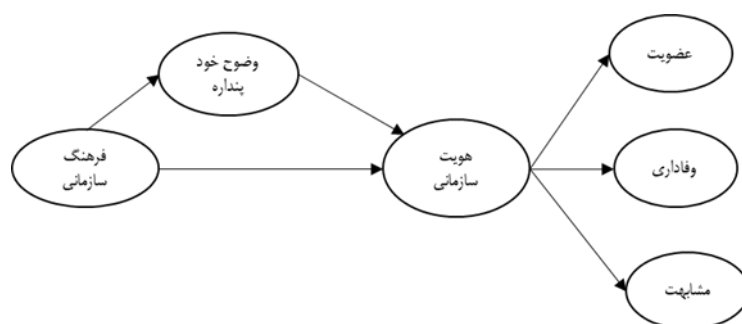 وضوح خود
پنداره
عضویت
فرهنگ
سازمانی
هویت
سازمانی
وفاداری
مشابهت